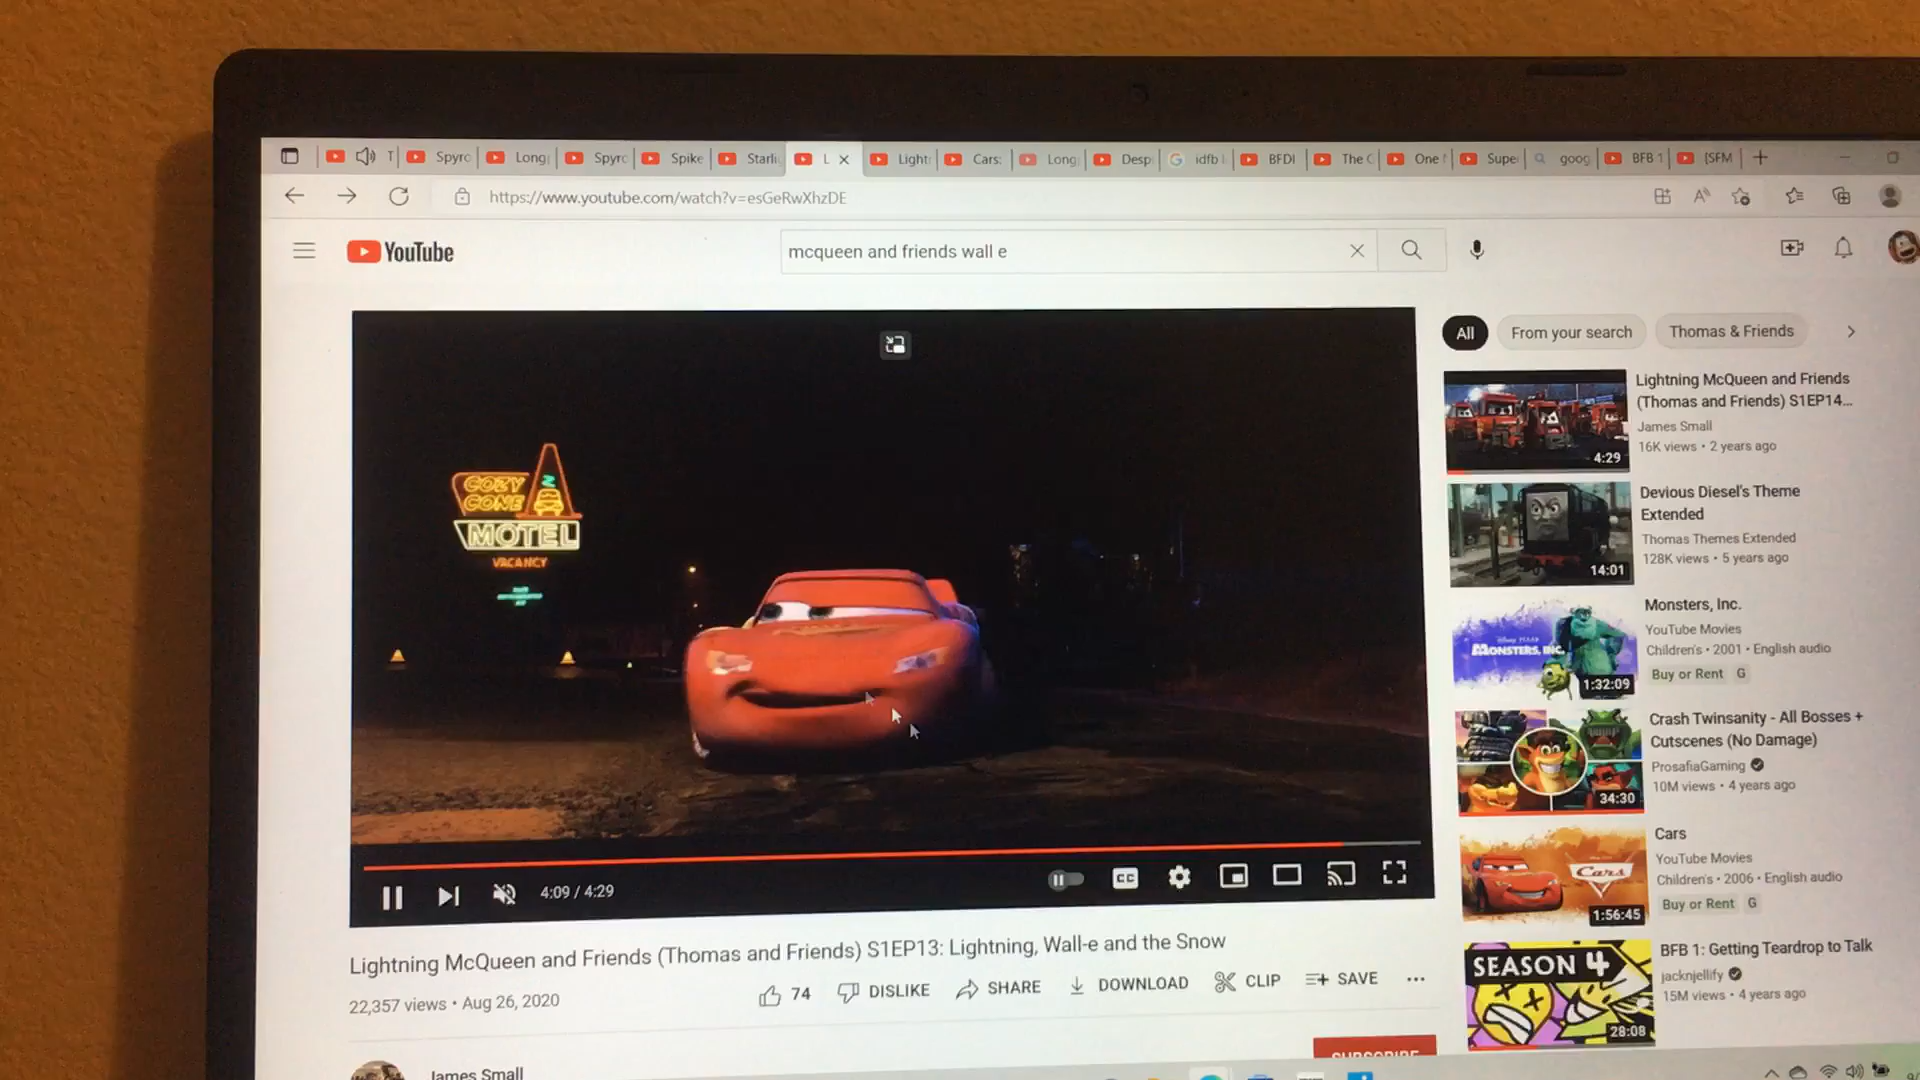 T Spyro Long Spyro Spike Starli L Light Cars: Long Desp idfb l BFDI The C One Supe goog BFB 1 [SFM
https://www.youtube.com/watch?v=esGeRwXhzDE
YouTube
mcqueen and friends wall e
COZY
CONE
MOTEL
VACANCY
4:09 / 4:29
CC
Lightning McQueen and Friends (Thomas and Friends) S1EP13: Lightning, Wall-e and the Snow
22,357 views • Aug 26, 2020
74 DISLIKE SHARE DOWNLOAD CLIP SAVE
James Small
SUBSCRIBE
All From your search Thomas & Friends
4:29
Lightning McQueen and Friends
(Thomas and Friends) S1EP14...
James Small
16K views • 2 years ago
14:01
Devious Diesel's Theme
Extended
Thomas Themes Extended
128K views • 5 years ago
MONSTERS, INC.
1:32:09
Monsters, Inc.
YouTube Movies
Children's • 2001 • English audio
Buy or Rent G
34:30
Crash Twinsanity - All Bosses +
Cutscenes (No Damage)
ProsafiaGaming
10M views • 4 years ago
Cars
1:56:45
Cars
YouTube Movies
Children's • 2006 • English audio
Buy or Rent G
SEASON 4
28:08
BFB 1: Getting Teardrop to Talk
jacknjellify
15M views • 4 years ago